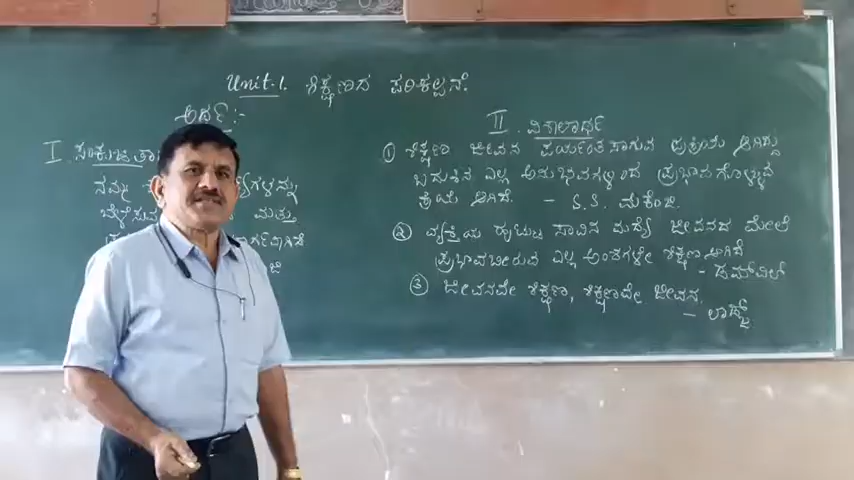 Unit-1. ಶಿಕ್ಷಣದ ಪರಿಕಲ್ಪನೆ.
ಅರ್ಥ:-
I ಸಂಕುಚಿತಾ
ನಮ್ಮ
ಮತ್ತು
II ವಿಶಾಲಾರ್ಥ
① ಶಿಕ್ಷಣ ಜೀವನ ಪರ್ಯಂತ ಸಾಗುವ ಪ್ರಕ್ರಿಯೆ ಆಗಿದ್ದು
ಬದುಕಿನ ಎಲ್ಲ ಅನುಭವಗಳಿಂದ ಪ್ರಭಾವಗೊಳ್ಳುವ
ಕ್ರಿಯೆ ಆಗಿದೆ. - S.S. ಮೆಕೆಂಜಿ.
② ವ್ಯಕ್ತಿಯ ಹುಟ್ಟು ಸಾವಿನ ಮಧ್ಯೆ ಜೀವನದ ಮೇಲೆ
ಪ್ರಭಾವಬೀರುವ ಎಲ್ಲ ಅಂಶಗಳೇ ಶಿಕ್ಷಣ ಆಗಿದೆ
- ಡಮ್‌ವಿಲ್
③ ಜೀವನವೇ ಶಿಕ್ಷಣ, ಶಿಕ್ಷಣವೇ ಜೀವನ.
- ಲಾಡ್ಜ್